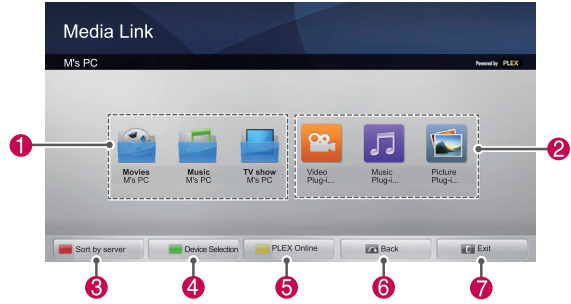 Media Link
M's PC
Powered by PLEX
1
2
Movies
M's PC
Music
M's PC
TV show
M's PC
Video
Plug-i...
Music
Plug-i...
Picture
Plug-i...
Sort by server
Device Selection
PLEX Online
Back
Exit
3
4
5
6
7